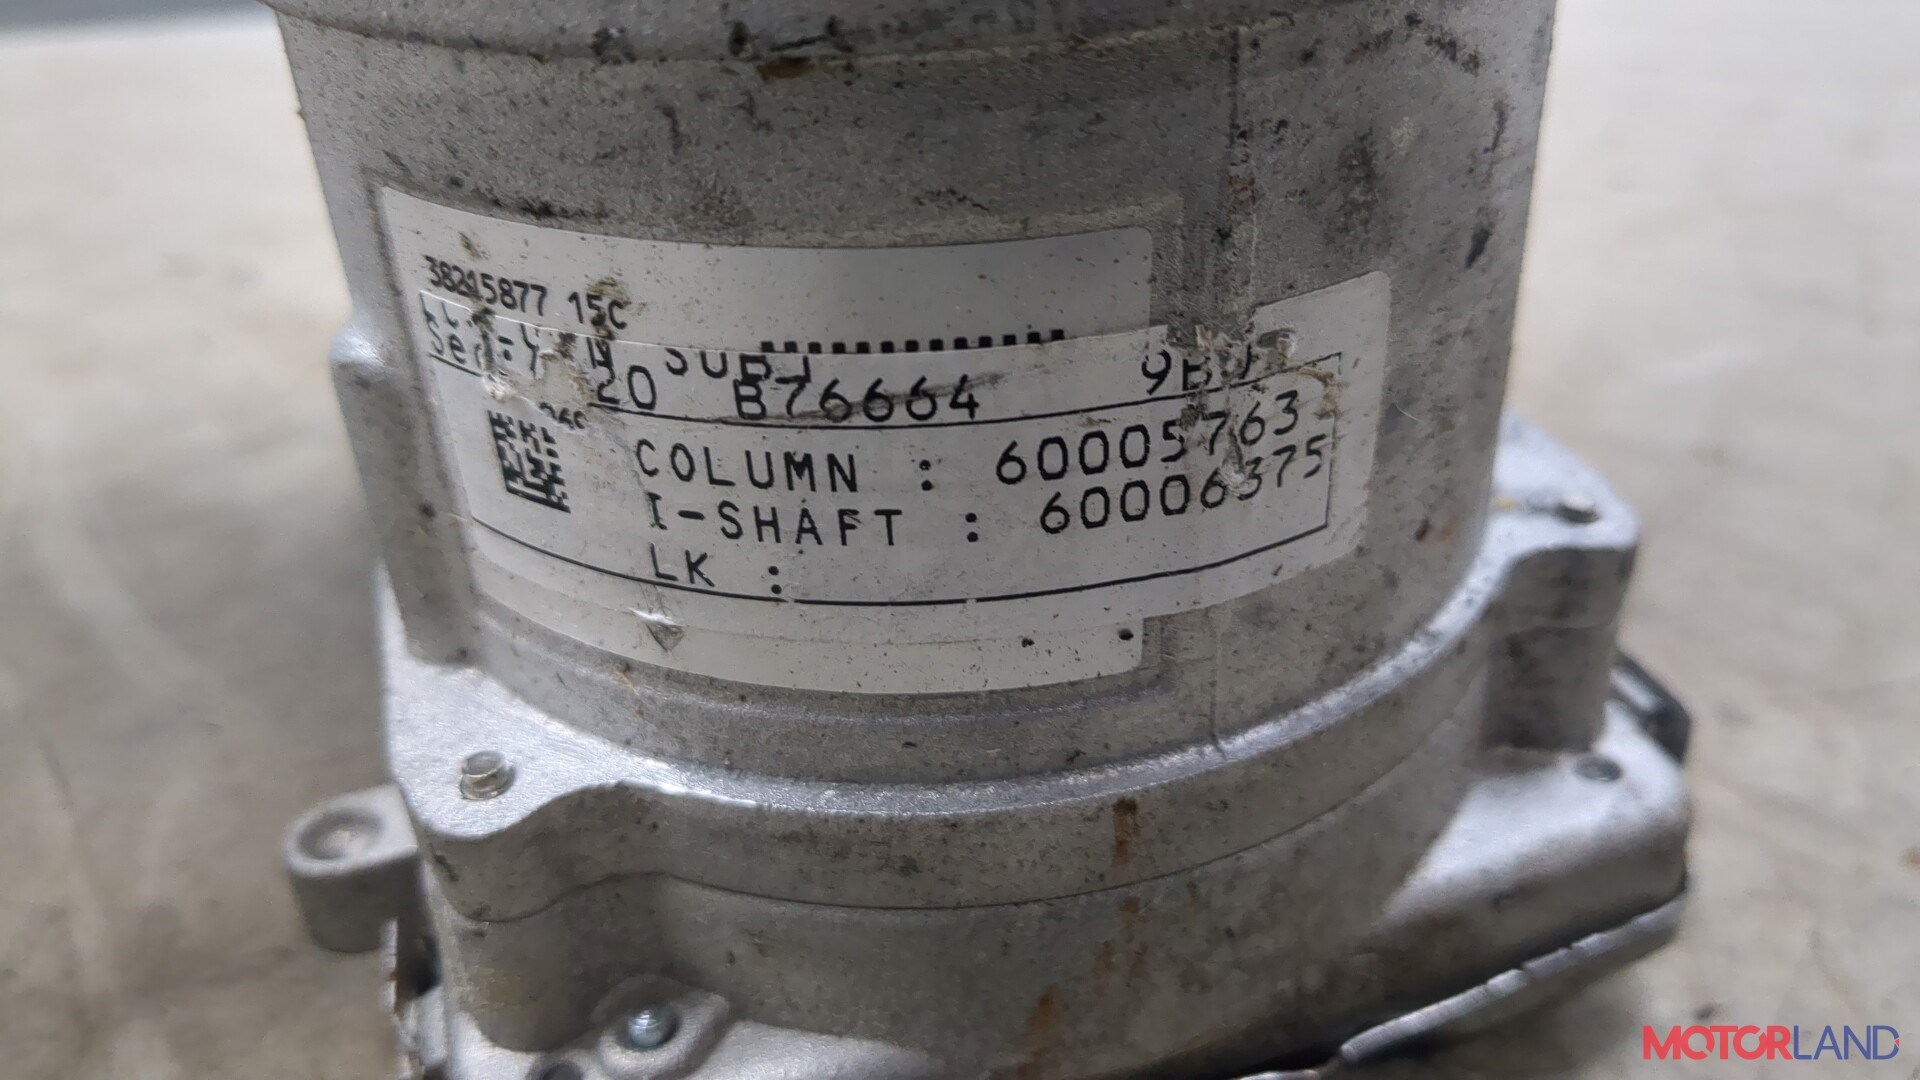 38215877 15C
20 B76664
COLUMN : 60005763
I-SHAFT : 60006375
LK :
MOTORLAND